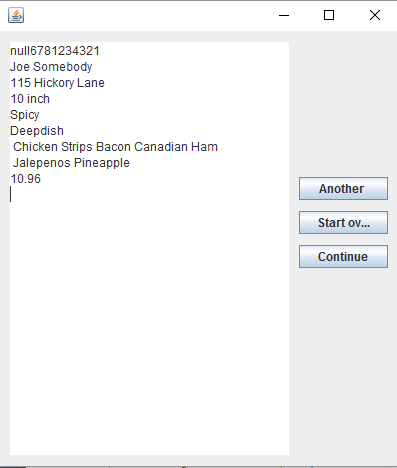 null6781234321
Joe Somebody
115 Hickory Lane
10 inch
Spicy
Deepdish
Chicken Strips Bacon Canadian Ham
Jalepenos Pineapple
10.96
Another
Start ov...
Continue